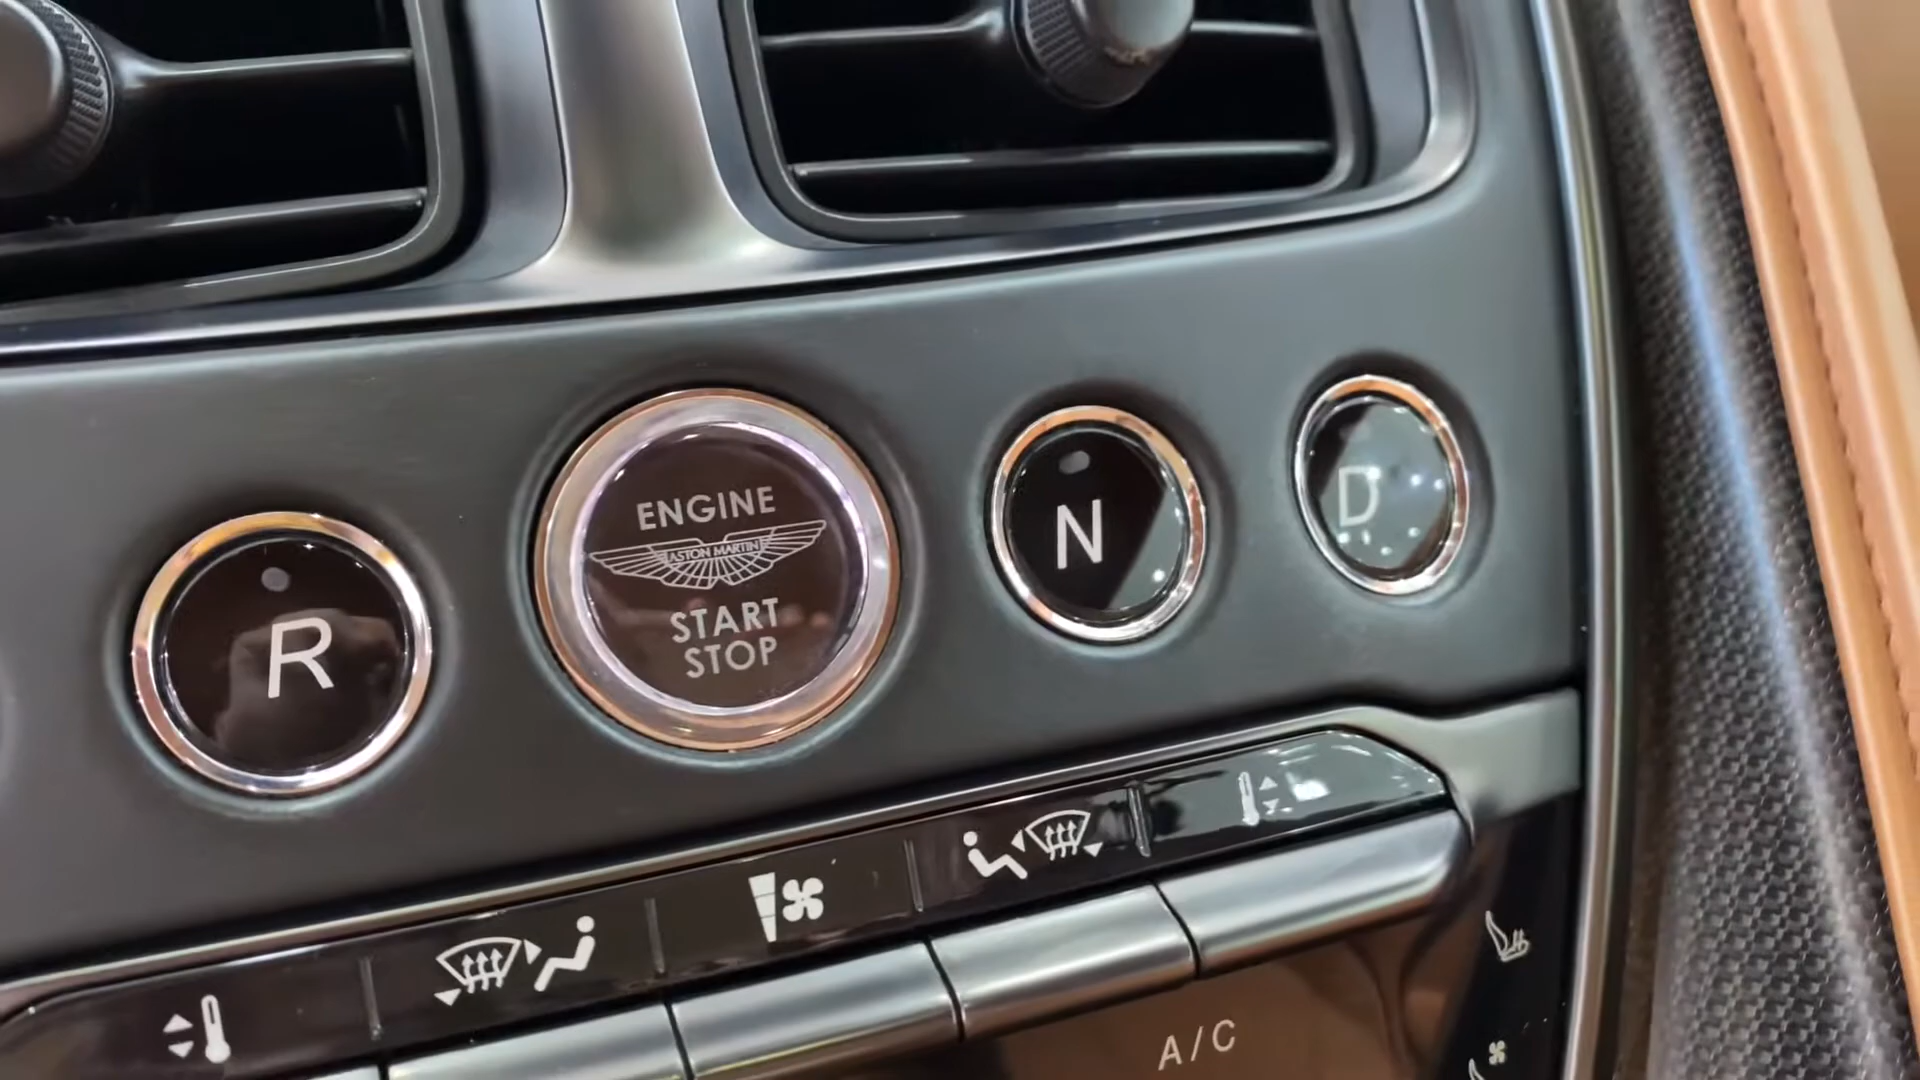 R
ENGINE
ASTON MARTIN
START
STOP
N
D
A/C